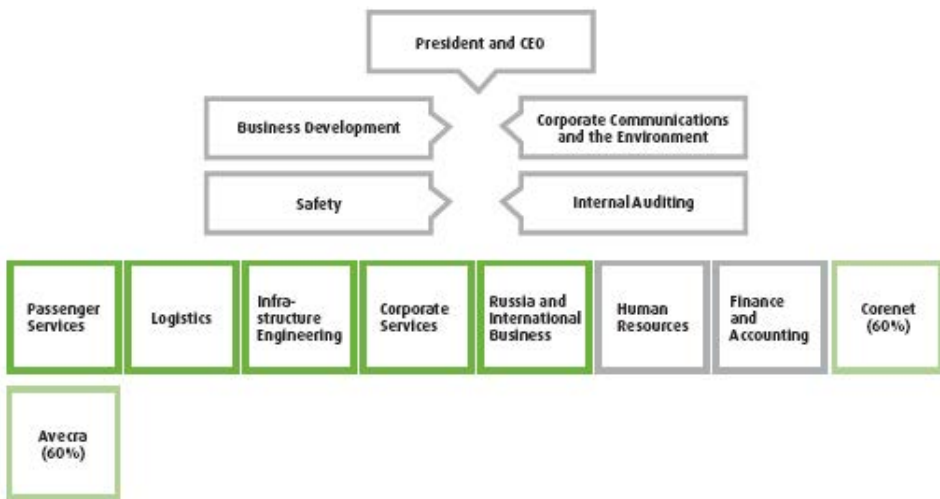 President and CEO
Business Development
Corporate Communications
and the Environment
Safety
Internal Auditing
Passenger
Services
Logistics
Infra-
structure
Engineering
Corporate
Services
Russia and
International
Business
Human
Resources
Finance
and
Accounting
Corenet
(60%)
Avecra
(60%)